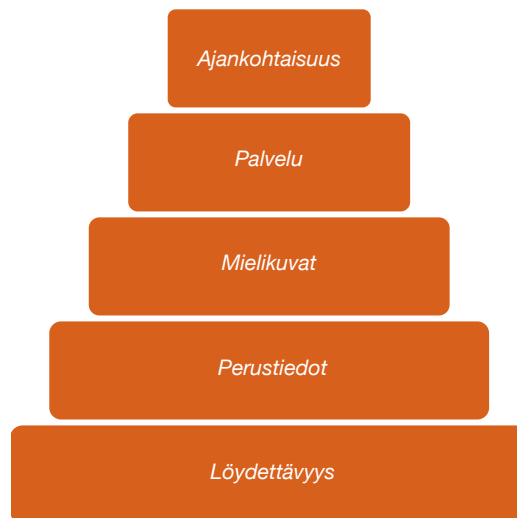 Ajankohtaisuus
Palvelu
Mielikuvat
Perustiedot
Löydettävyys